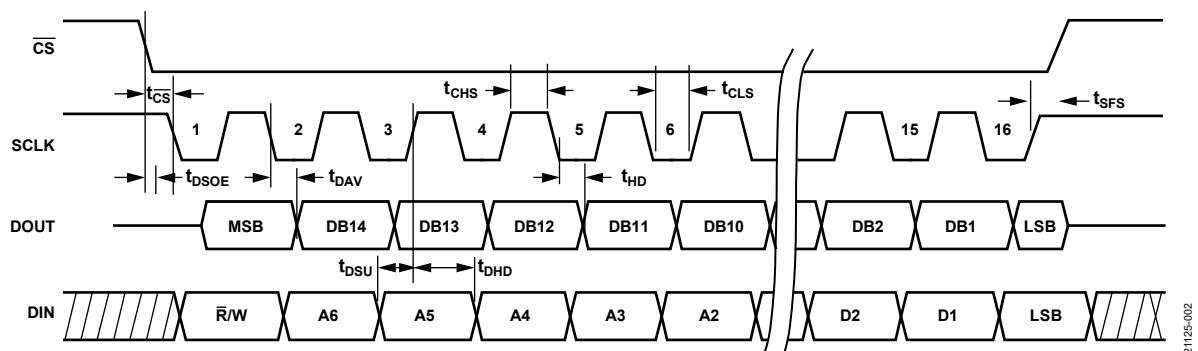 CS
tCS
tCHS
tCLS
tSFS
SCLK
1
2
3
4
5
6
15
16
tDSOE
tDAV
tHD
DOUT
MSB
DB14
DB13
DB12
DB11
DB10
DB2
DB1
LSB
tDSU
tDHD
DIN
R/W
A6
A5
A4
A3
A2
D2
D1
LSB
21125-002